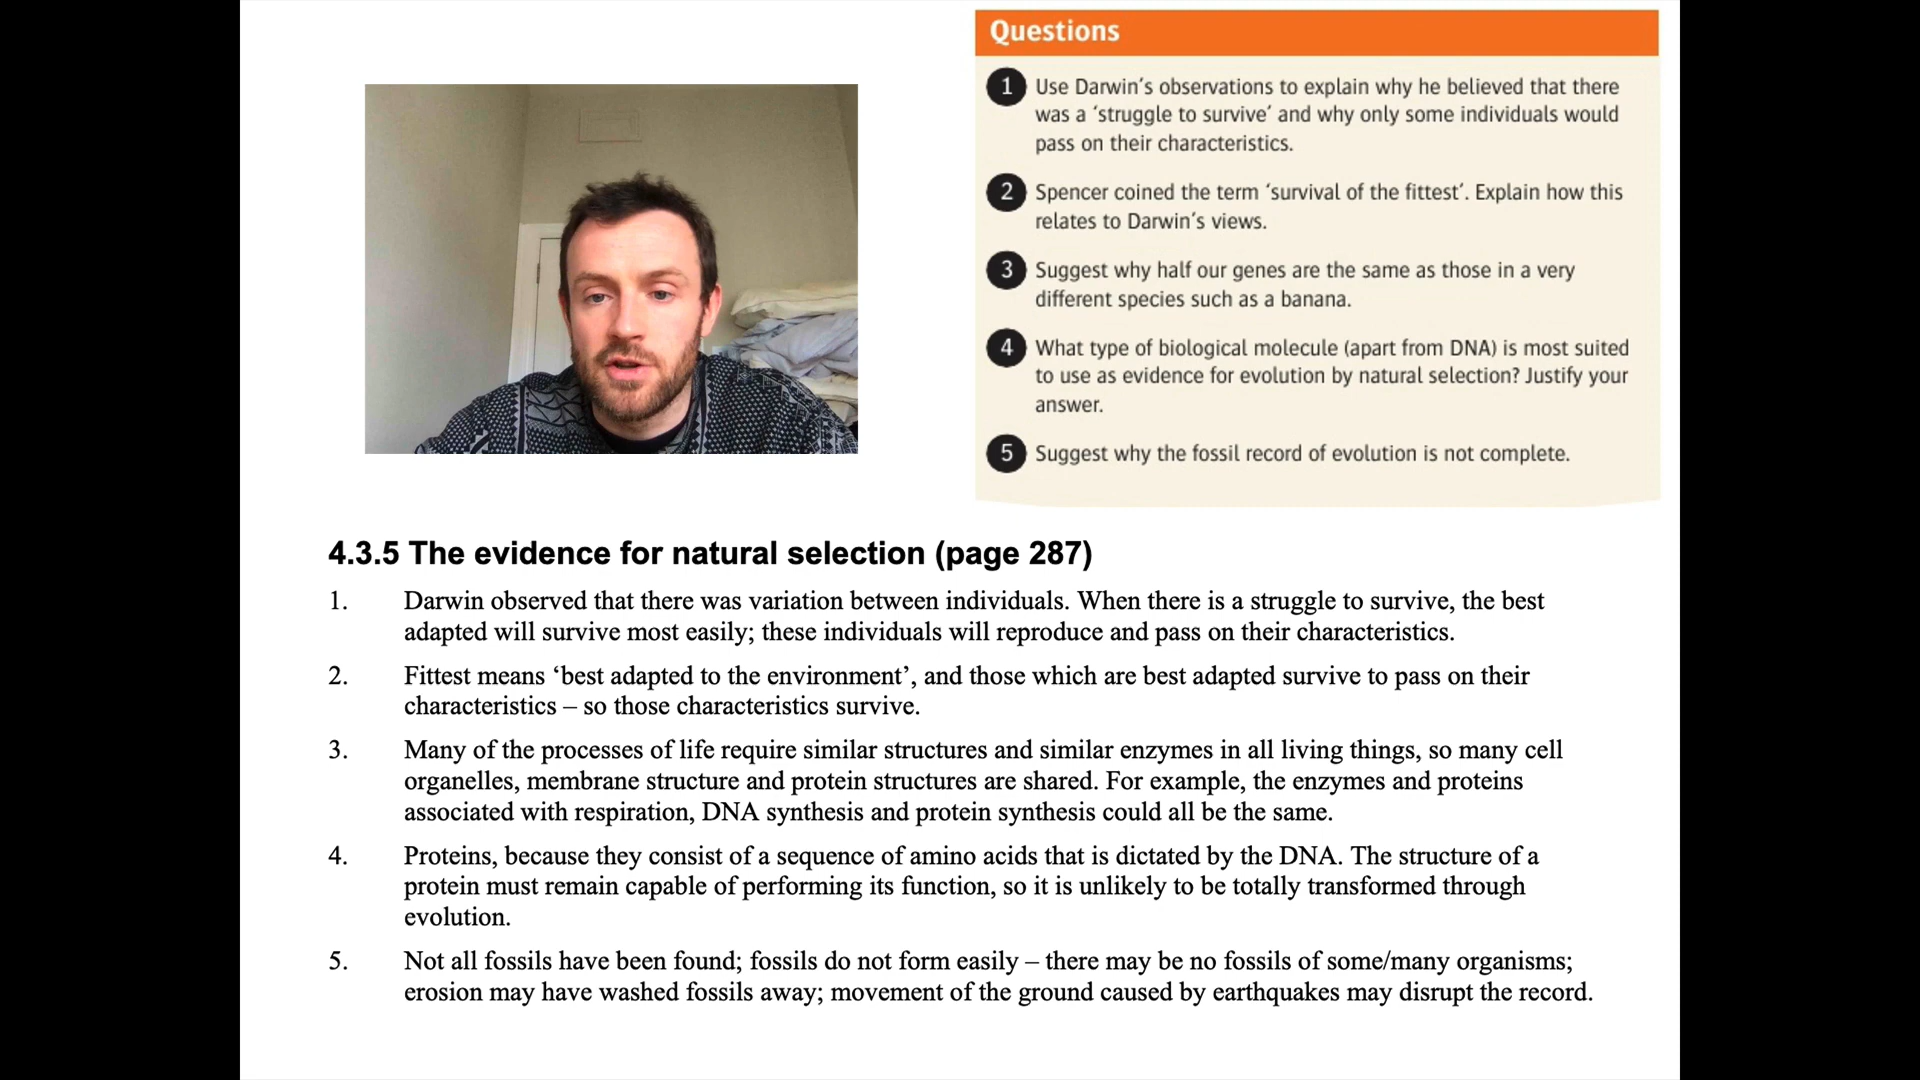 Questions
1 Use Darwin's observations to explain why he believed that there
was a 'struggle to survive' and why only some individuals would
pass on their characteristics.
2 Spencer coined the term 'survival of the fittest'. Explain how this
relates to Darwin's views.
3 Suggest why half our genes are the same as those in a very
different species such as a banana.
4 What type of biological molecule (apart from DNA) is most suited
to use as evidence for evolution by natural selection? Justify your
answer.
5 Suggest why the fossil record of evolution is not complete.
4.3.5 The evidence for natural selection (page 287)
1. Darwin observed that there was variation between individuals. When there is a struggle to survive, the best
adapted will survive most easily; these individuals will reproduce and pass on their characteristics.
2. Fittest means ‘best adapted to the environment’, and those which are best adapted survive to pass on their
characteristics – so those characteristics survive.
3. Many of the processes of life require similar structures and similar enzymes in all living things, so many cell
organelles, membrane structure and protein structures are shared. For example, the enzymes and proteins
associated with respiration, DNA synthesis and protein synthesis could all be the same.
4. Proteins, because they consist of a sequence of amino acids that is dictated by the DNA. The structure of a
protein must remain capable of performing its function, so it is unlikely to be totally transformed through
evolution.
5. Not all fossils have been found; fossils do not form easily – there may be no fossils of some/many organisms;
erosion may have washed fossils away; movement of the ground caused by earthquakes may disrupt the record.